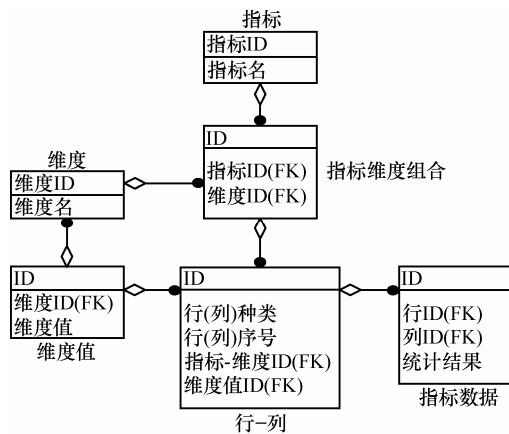 指标
指标ID
指标名
ID
指标ID(FK)
维度ID(FK)
指标维度组合
维度
维度ID
维度名
ID
维度ID(FK)
维度值
维度值
ID
行(列)种类
行(列)序号
指标-维度ID(FK)
维度值ID(FK)
行-列
ID
行ID(FK)
列ID(FK)
统计结果
指标数据